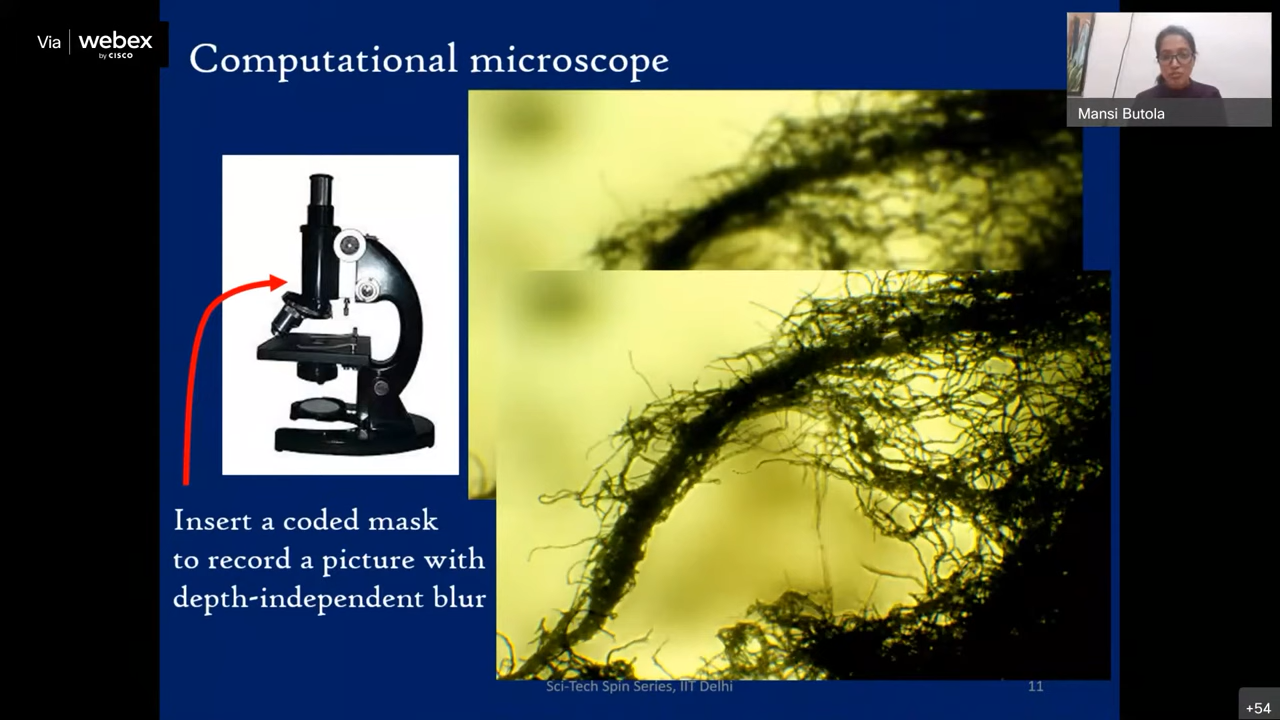 Via webex
by CISCO
Computational microscope
Mansi Butola
Insert a coded mask
to record a picture with
depth-independent blur
Sci-Tech Spin Series, IIT Delhi
11
+54